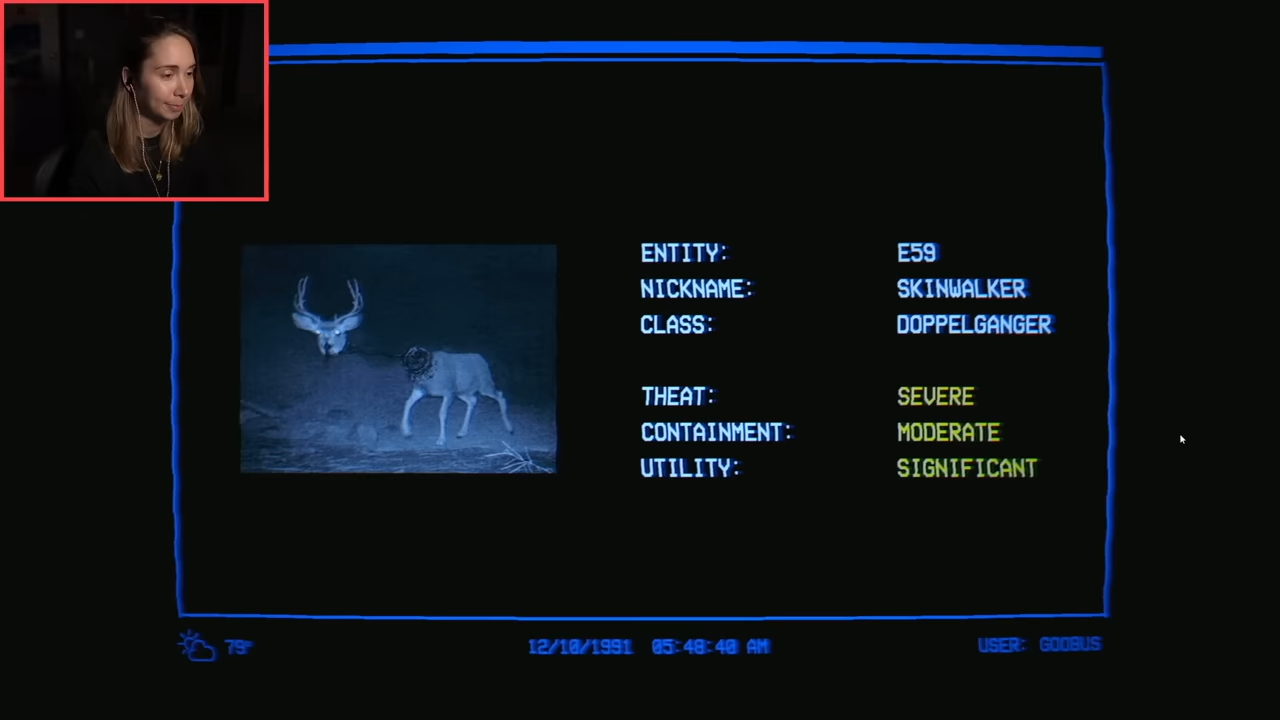 ENTITY: E59
NICKNAME: SKINWALKER
CLASS: DOPPELGANGER
THEAT: SEVERE
CONTAINMENT: MODERATE
UTILITY: SIGNIFICANT
79° 12/10/1991 05:48:40 AM USER: GOOBUS